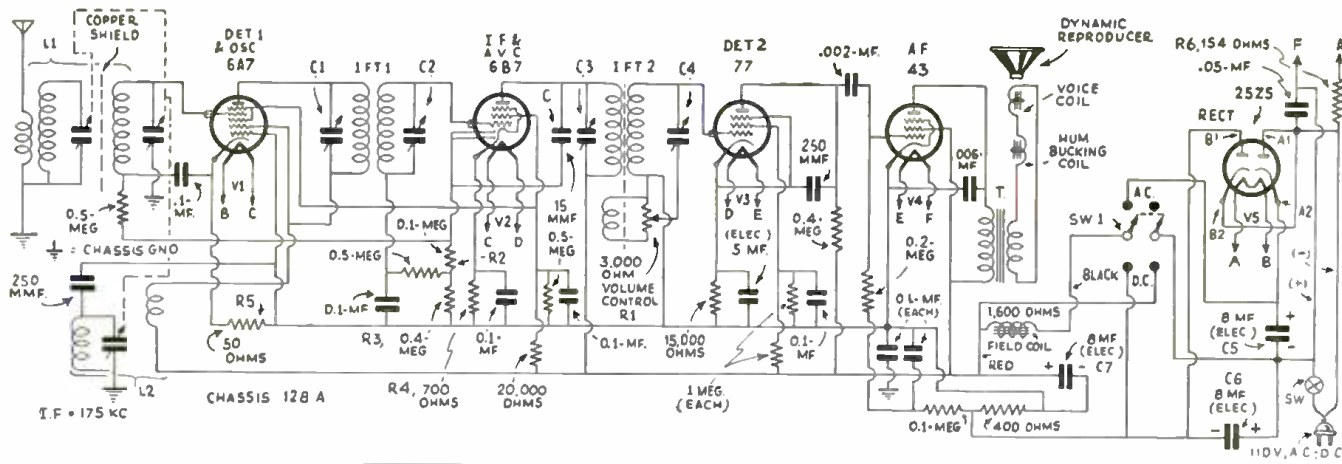 L1
COPPER
SHIELD
DET 1
& OSC
6A7
C1
IFT1
C2
IF &
AVC
6B7
C3
IFT2
C4
DET 2
77
.002-MF.
AF
43
DYNAMIC
REPRODUCER
VOICE
COIL
HUM
BUCKING
COIL
R6,154 OHMS
.05-MF
F
A
RECT
25Z5
B1
A1
A2
B2
V5
A
B
0.5-
MEG
= CHASSIS GND
.1-
MF.
V1
B
C
C
15
MMF
0.1-MEG
V2
C
D
R2
0.5-MEG
0.5
MEG
3,000
OHM
VOLUME
CONTROL
R1
V3
D
E
(ELEC)
5 MF.
250
MMF
0.4-
MEG
.006-
MF
V4
E
F
0.2-
MEG
T
SW 1
A.C.
D.C.
BLACK
(-)
(+)
250
MMF.
R5
50
OHMS
L2
I.F = 175 KC
CHASSIS 128 A
0.1-MF
R3, 0.4-
MEG
R4, 700
OHMS
0.1-
MF
20,000
OHMS
0.1-MF.
15,000
OHMS
0.1-
MF
1 MEG.
(EACH)
0.1-MF.
(EACH)
1,600 OHMS
FIELD COIL
RED
8 MF
(ELEC)
+ - C7
0.1-MEG
400 OHMS
8 MF
(ELEC)
C5
+
-
C6
8 MF
(ELEC)
- +
SW
110V, A.C.-D.C.